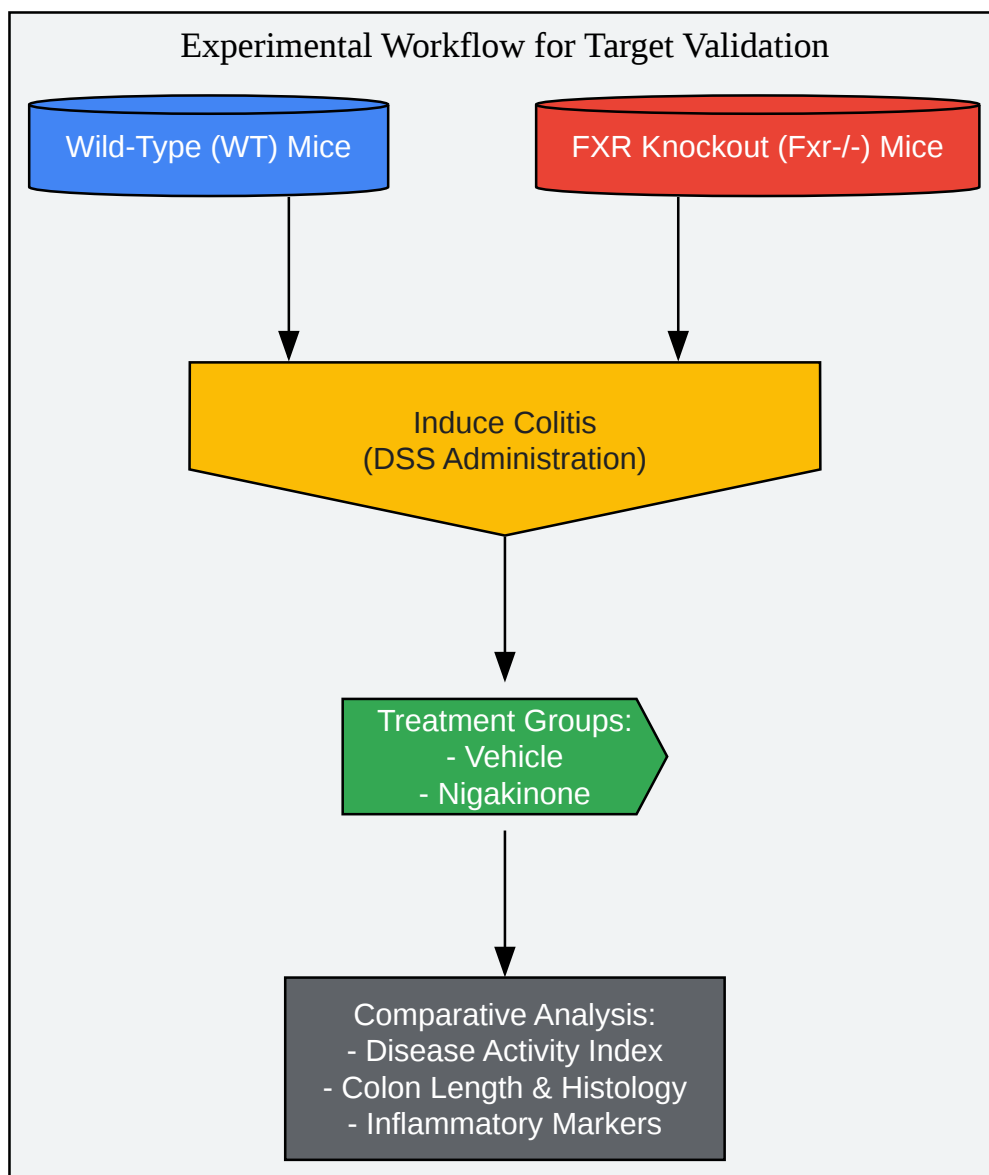 Experimental Workflow for Target Validation
Wild-Type (WT) Mice
FXR Knockout (Fxr-/-) Mice
Induce Colitis
(DSS Administration)
Treatment Groups:
- Vehicle
- Nigakinone
Comparative Analysis:
- Disease Activity Index
- Colon Length & Histology
- Inflammatory Markers